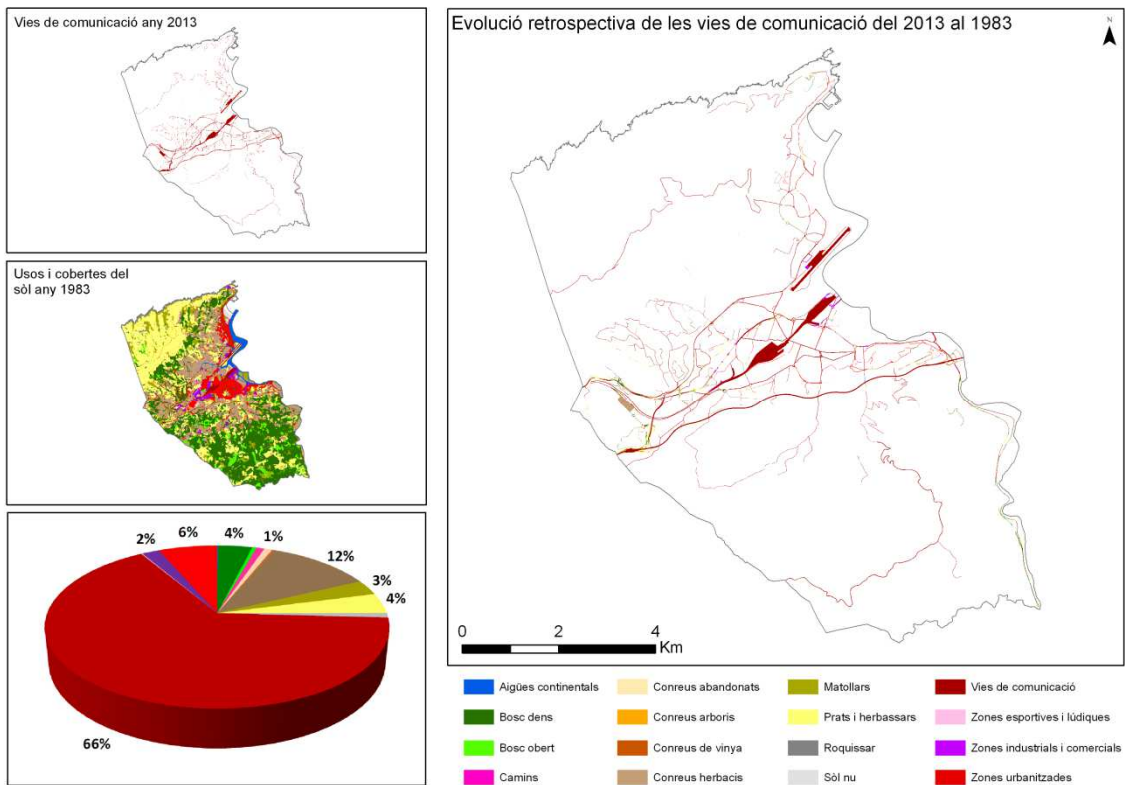 Vies de comunicació any 2013
Usos i cobertes del
sòl any 1983
2%
6%
4%
1%
12%
3%
4%
66%
Evolució retrospectiva de les vies de comunicació del 2013 al 1983
N
0
2
4
Km
Aigües continentals
Bosc dens
Bosc obert
Camins
Conreus abandonats
Conreus arboris
Conreus de vinya
Conreus herbacis
Matollars
Prats i herbassars
Roquissar
Sòl nu
Vies de comunicació
Zones esportives i lúdiques
Zones industrials i comercials
Zones urbanitzades